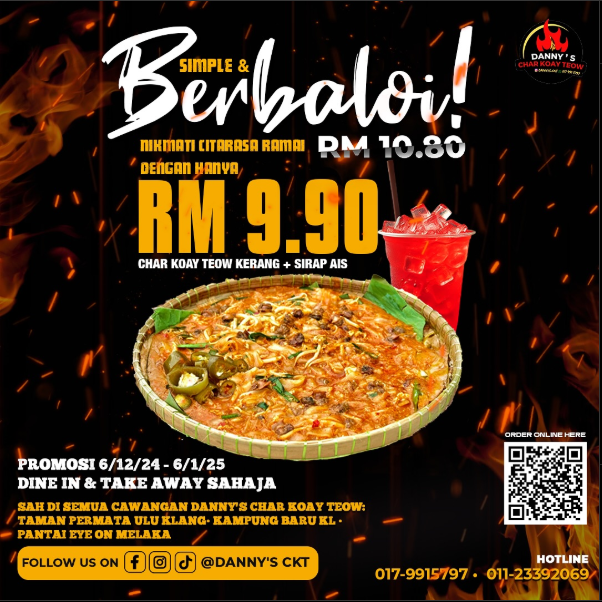 DANNY'S
CHAR KOAY TEOW
SIMPLE &
Berbaloi!
NIKMATI CITARASA RAMAI
DENGAN HANYA
RM 10.80
RM 9.90
CHAR KOAY TEOW KERANG + SIRAP AIS
PROMOSI 6/12/24 - 6/1/25
DINE IN & TAKE AWAY SAHAJA
SAH DI SEMUA CAWANGAN DANNY'S CHAR KOAY TEOW:
TAMAN PERMATA ULU KLANG- KAMPUNG BARU KL -
PANTAI EYE ON MELAKA
FOLLOW US ON
@DANNY'S CKT
ORDER ONLINE HERE
HOTLINE
017-9915797 • 011-23392069